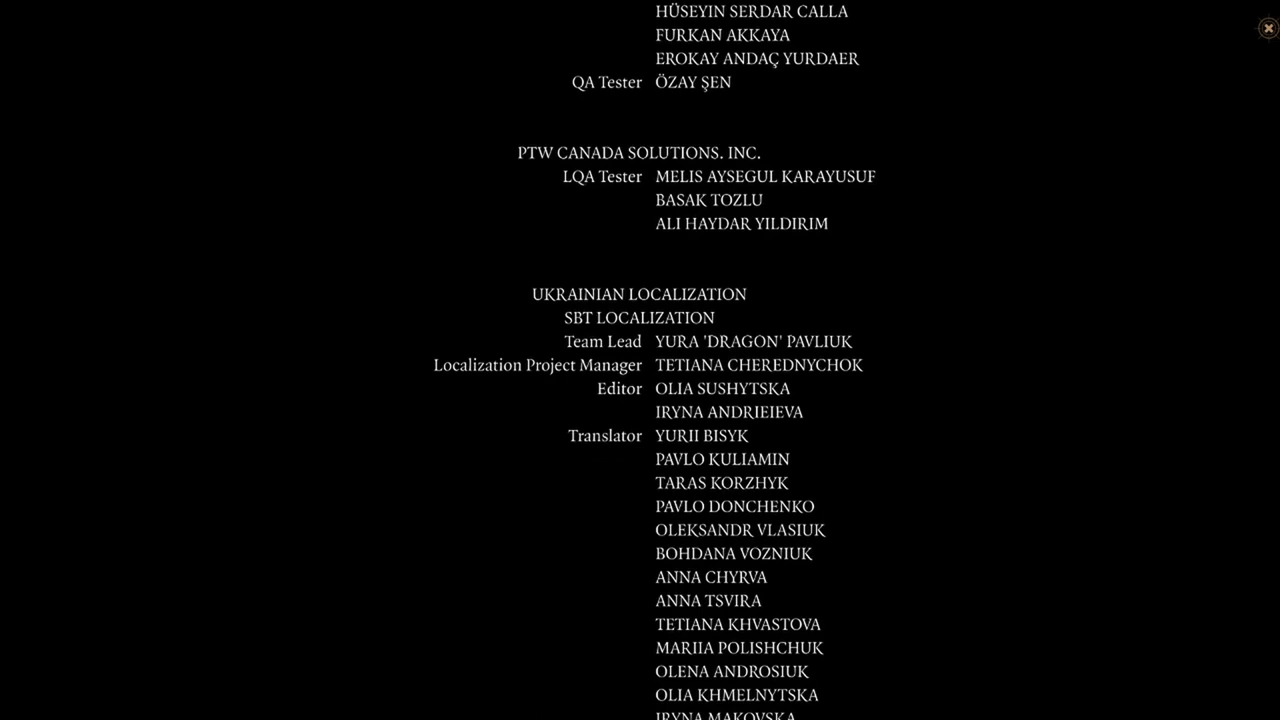 HÜSEYIN SERDAR CALLA
FURKAN AKKAYA
EROKAY ANDAÇ YURDAER
QA Tester ÖZAY ŞEN
PTW CANADA SOLUTIONS. INC.
LQA Tester MELIS AYSEGUL KARAYUSUF
BASAK TOZLU
ALI HAYDAR YILDIRIM
UKRAINIAN LOCALIZATION
SBT LOCALIZATION
Team Lead YURA 'DRAGON' PAVLIUK
Localization Project Manager TETIANA CHEREDNYCHOK
Editor OLIA SUSHYTSKA
IRYNA ANDRIEIEVA
Translator YURII BISYK
PAVLO KULIAMIN
TARAS KORZHYK
PAVLO DONCHENKO
OLEKSANDR VLASIUK
BOHDANA VOZNIUK
ANNA CHYRVA
ANNA TSVIRA
TETIANA KHVASTOVA
MARIIA POLISHCHUK
OLENA ANDROSIUK
OLIA KHMELNYTSKA
IRYNA MAKOVSKA